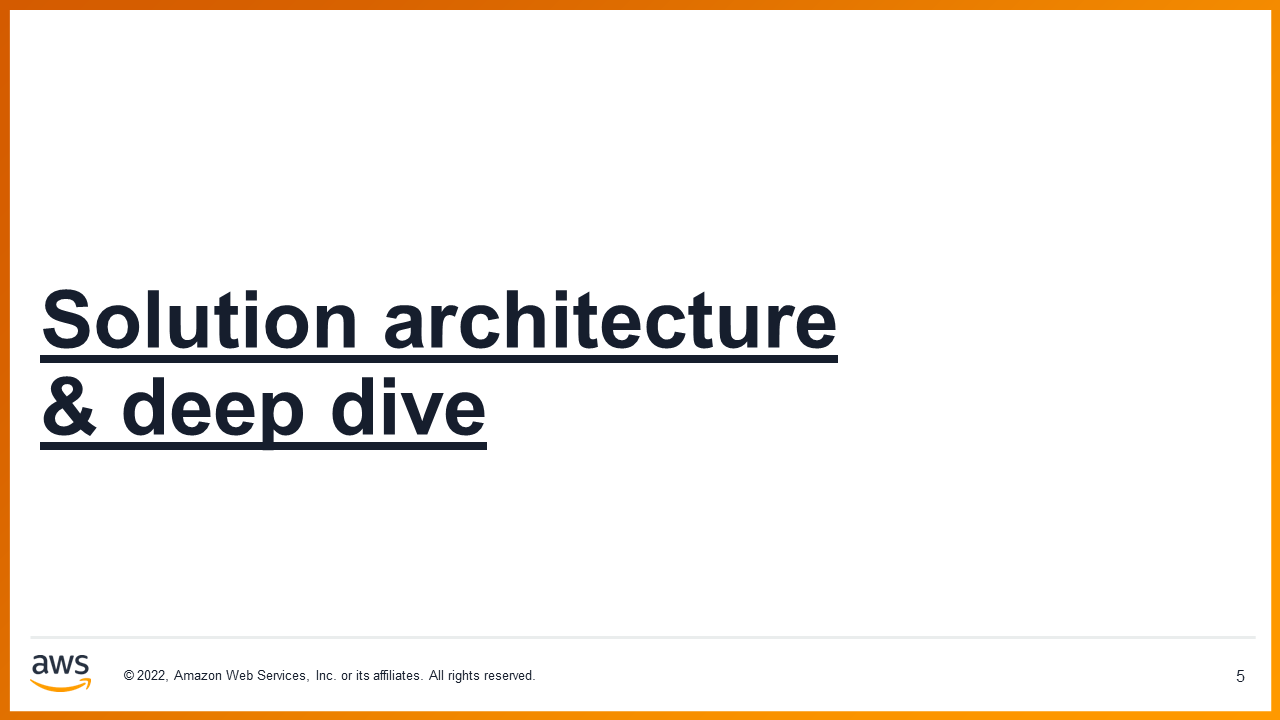 Solution architecture
& deep dive
aws
© 2022, Amazon Web Services, Inc. or its affiliates. All rights reserved.
5